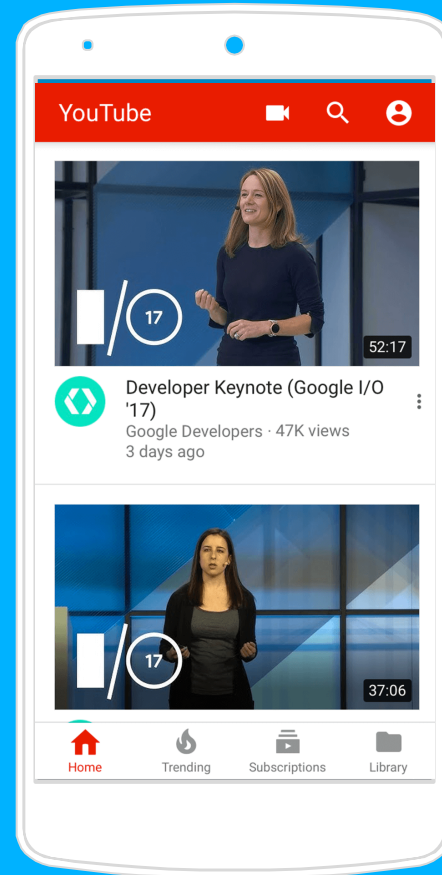 YouTube
17
52:17
Developer Keynote (Google I/O
'17)
Google Developers · 47K views
3 days ago
17
37:06
Home Trending Subscriptions Library